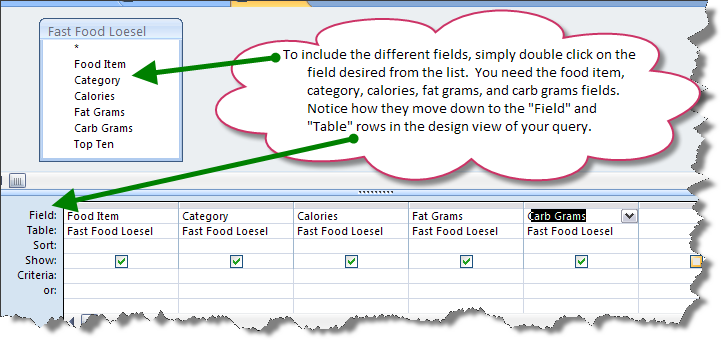 Fast Food Loesel
*
Food Item
Category
Calories
Fat Grams
Carb Grams
Top Ten
To include the different fields, simply double click on the
field desired from the list. You need the food item,
category, calories, fat grams, and carb grams fields.
Notice how they move down to the "Field" and
"Table" rows in the design view of your query.
Field: Food Item Category Calories Fat Grams Carb Grams
Table: Fast Food Loesel Fast Food Loesel Fast Food Loesel Fast Food Loesel Fast Food Loesel
Sort:
Show:
Criteria:
or: